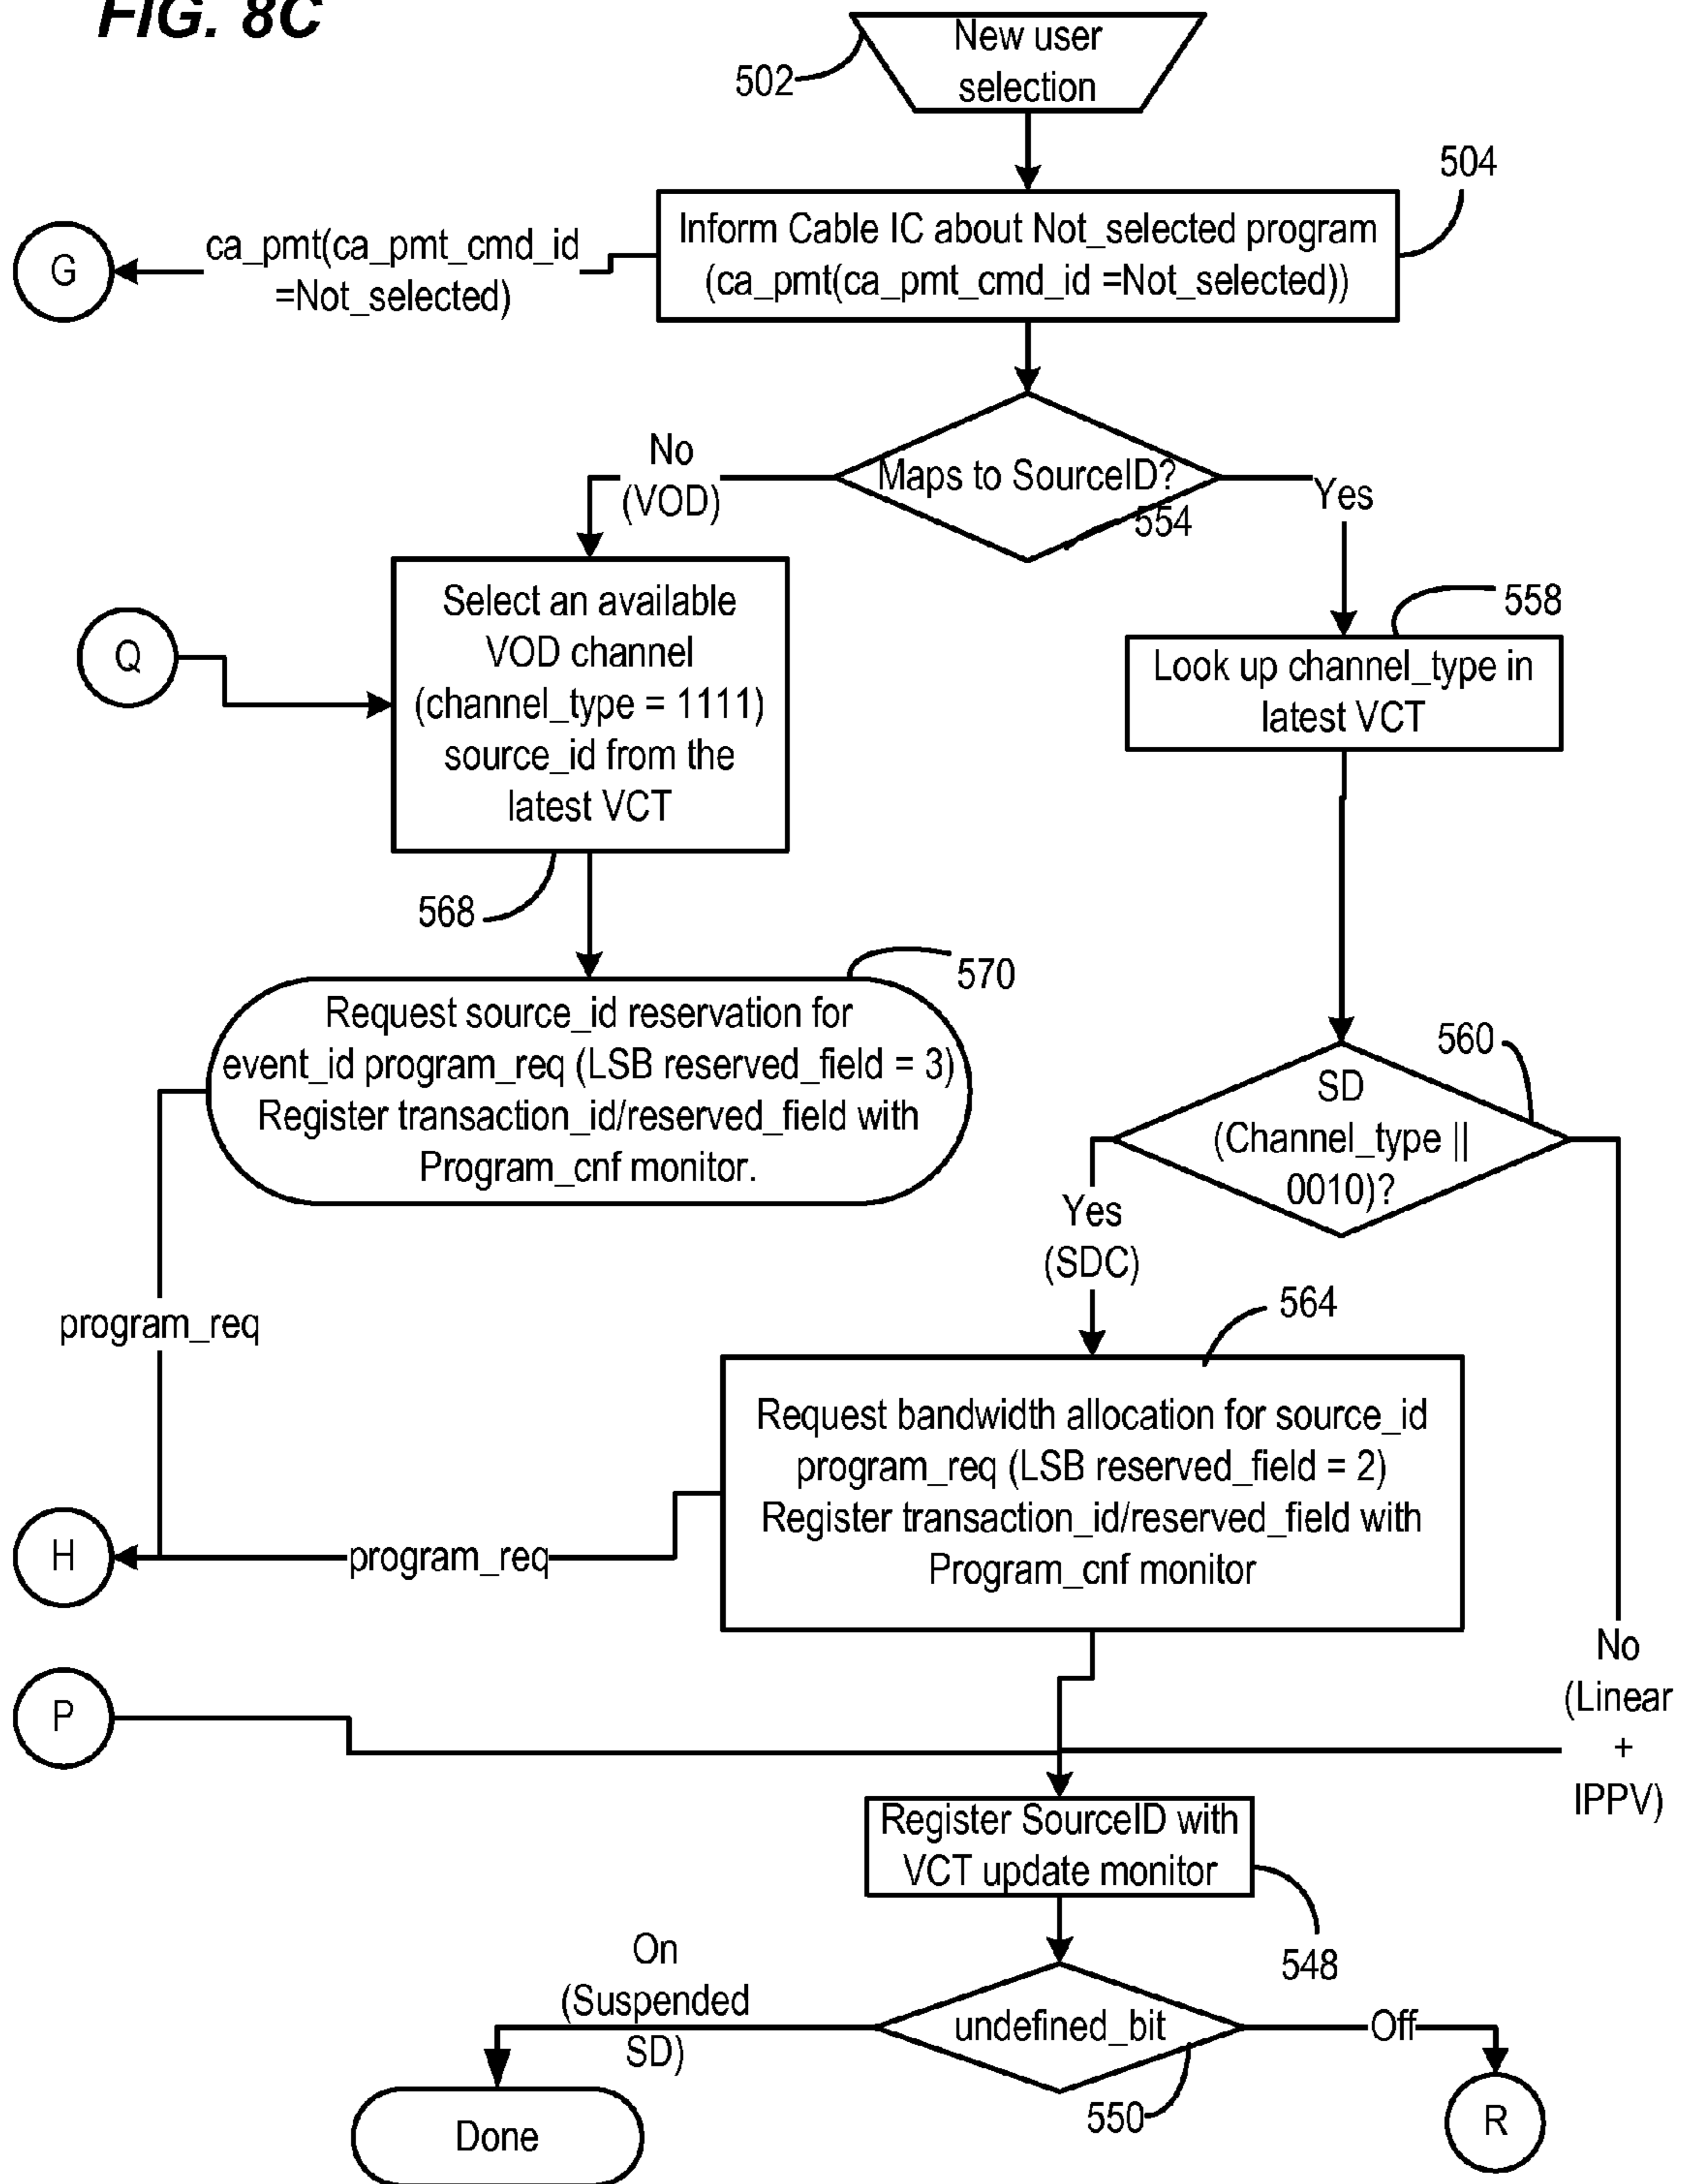 FIG. 8C
New user
selection
502
504
Inform Cable IC about Not_selected program
(ca_pmt(ca_pmt_cmd_id =Not_selected))
G
ca_pmt(ca_pmt_cmd_id
=Not_selected)
Maps to SourceID?
554
No
(VOD)
Yes
Select an available
VOD channel
(channel_type = 1111)
source_id from the
latest VCT
Q
558
Look up channel_type in
latest VCT
568
570
Request source_id reservation for
event_id program_req (LSB reserved_field = 3)
Register transaction_id/reserved_field with
Program_cnf monitor.
560
SD
(Channel_type ||
0010)?
Yes
(SDC)
program_req
564
Request bandwidth allocation for source_id
program_req (LSB reserved_field = 2)
Register transaction_id/reserved_field with
Program_cnf monitor
H
program_req
No
(Linear
+
IPPV)
P
Register SourceID with
VCT update monitor
548
On
(Suspended
SD)
undefined_bit
Off
550
Done
R